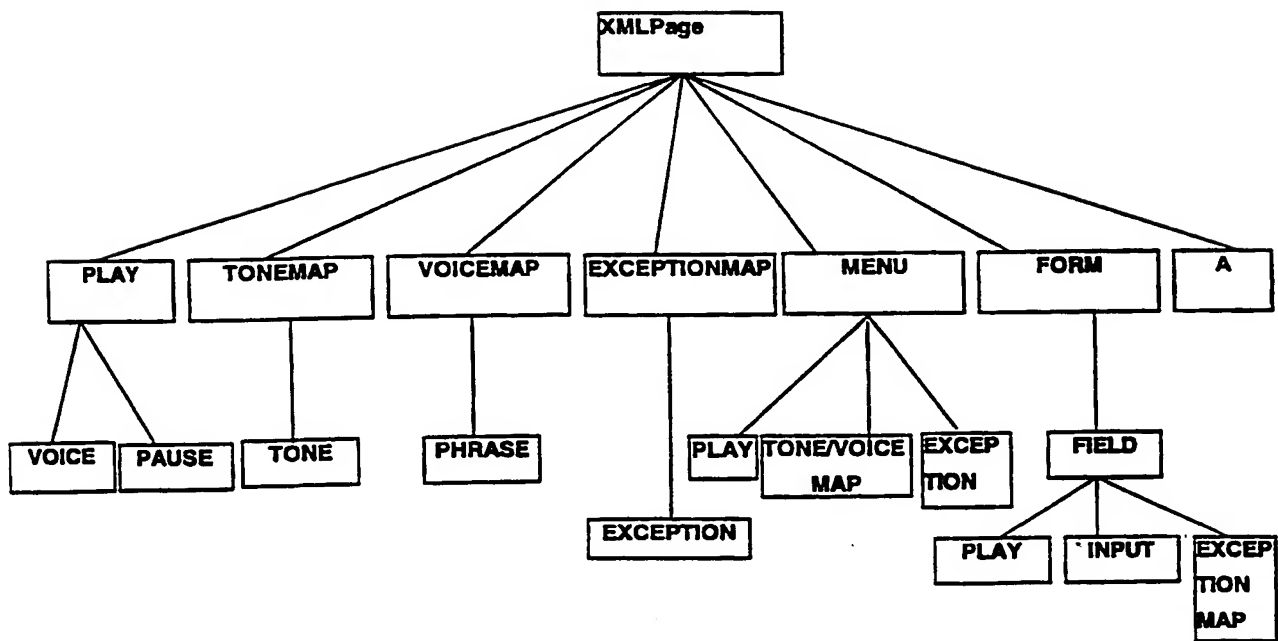 XMLPage
PLAY
TONEMAP
VOICEMAP
EXCEPTIONMAP
MENU
FORM
A
VOICE
PAUSE
TONE
PHRASE
PLAY
TONE/VOICE
MAP
EXCEP
TION
FIELD
EXCEPTION
PLAY
INPUT
EXCEP
TION
MAP